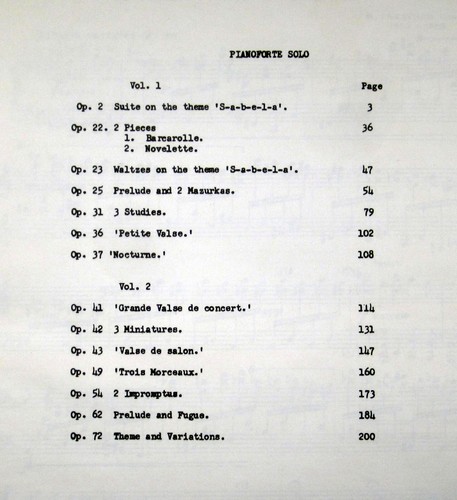 PIANOFORTE SOLO
Vol. 1 Page
Op. 2 Suite on the theme 'S-a-b-e-l-a'. 3
Op. 22. 2 Pieces 36
1. Barcarolle.
2. Novelette.
Op. 23 Waltzes on the theme 'S-a-b-e-l-a'. 47
Op. 25 Prelude and 2 Mazurkas. 54
Op. 31 3 Studies. 79
Op. 36 'Petite Valse.' 102
Op. 37 'Nocturne.' 108
Vol. 2
Op. 41 'Grande Valse de concert.' 114
Op. 42 3 Miniatures. 131
Op. 43 'Valse de salon.' 147
Op. 49 'Trois Morceaux.' 160
Op. 54 2 Impromptus. 173
Op. 62 Prelude and Fugue. 184
Op. 72 Theme and Variations. 200